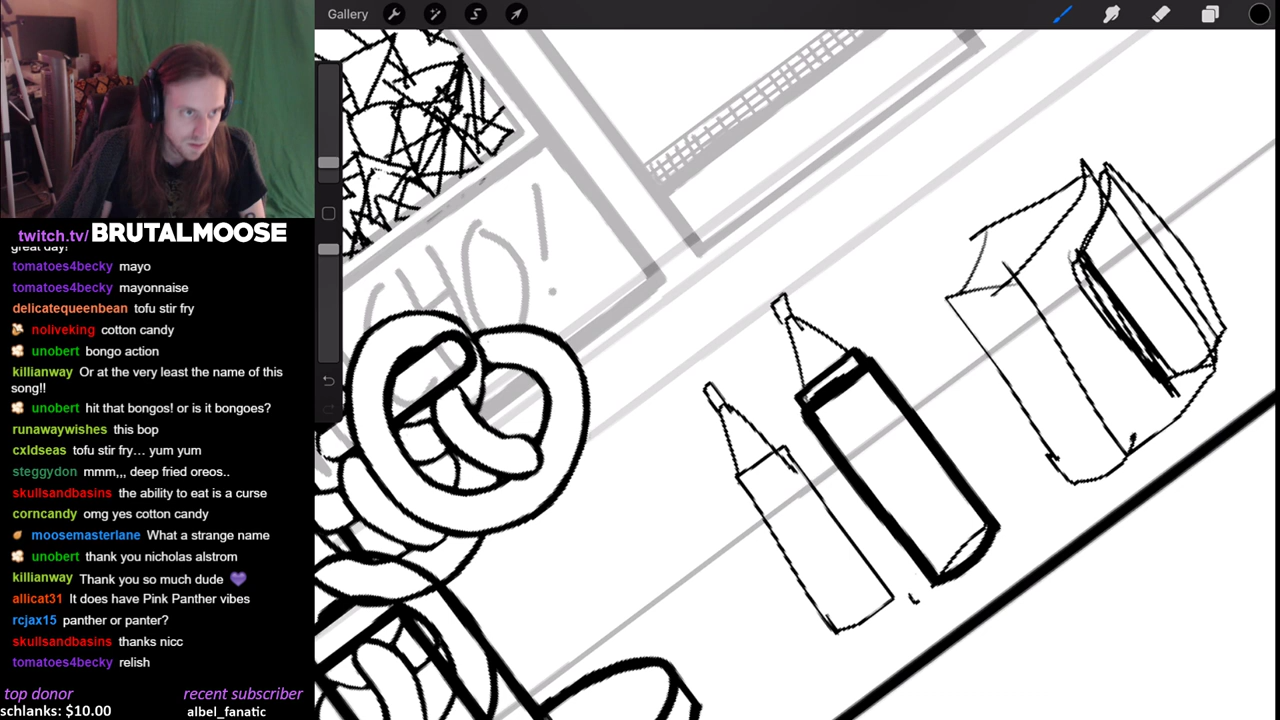 Gallery
CHO!
twitch.tv/BRUTALMOOSE
great day!
tomatoes4becky mayo
tomatoes4becky mayonnaise
delicatequeenbean tofu stir fry
noliveking cotton candy
unobert bongo action
killianway Or at the very least the name of this
song!!
unobert hit that bongos! or is it bongoes?
runawaywishes this bop
cxldseas tofu stir fry… yum yum
steggydon mmm,,, deep fried oreos..
skullsandbasins the ability to eat is a curse
corncandy omg yes cotton candy
moosemasterlane What a strange name
unobert thank you nicholas alstrom
killianway Thank you so much dude 💜
allicat31 It does have Pink Panther vibes
rcjax15 panther or panter?
skullsandbasins thanks nicc
tomatoes4becky relish
top donor recent subscriber
schlanks: $10.00 albel_fanatic